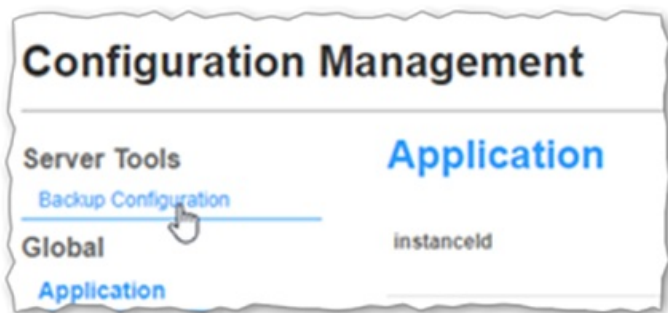 Configuration Management
Server Tools
Backup Configuration
Global
Application
Application
instanceId